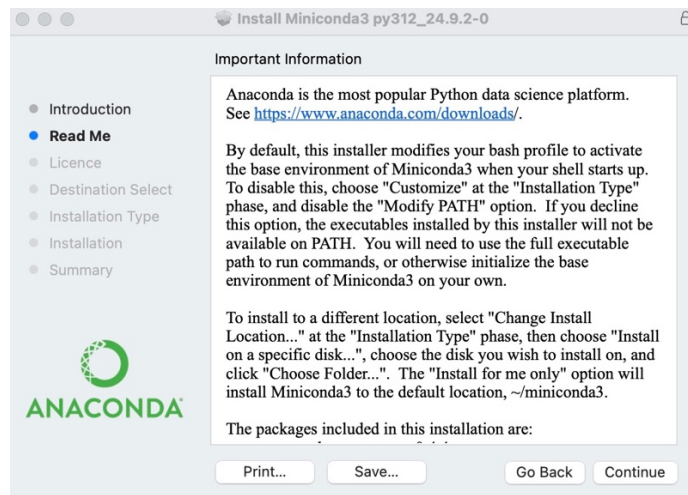 Install Miniconda3 py312_24.9.2-0
Important Information
Introduction
Read Me
Licence
Destination Select
Installation Type
Installation
Summary
ANACONDA
Anaconda is the most popular Python data science platform.
See https://www.anaconda.com/downloads/.
By default, this installer modifies your bash profile to activate
the base environment of Miniconda3 when your shell starts up.
To disable this, choose "Customize" at the "Installation Type"
phase, and disable the "Modify PATH" option.  If you decline
this option, the executables installed by this installer will not be
available on PATH.  You will need to use the full executable
path to run commands, or otherwise initialize the base
environment of Miniconda3 on your own.
To install to a different location, select "Change Install
Location..." at the "Installation Type" phase, then choose "Install
on a specific disk...", choose the disk you wish to install on, and
click "Choose Folder...".  The "Install for me only" option will
install Miniconda3 to the default location, ~/miniconda3.
The packages included in this installation are:
Print...
Save...
Go Back
Continue